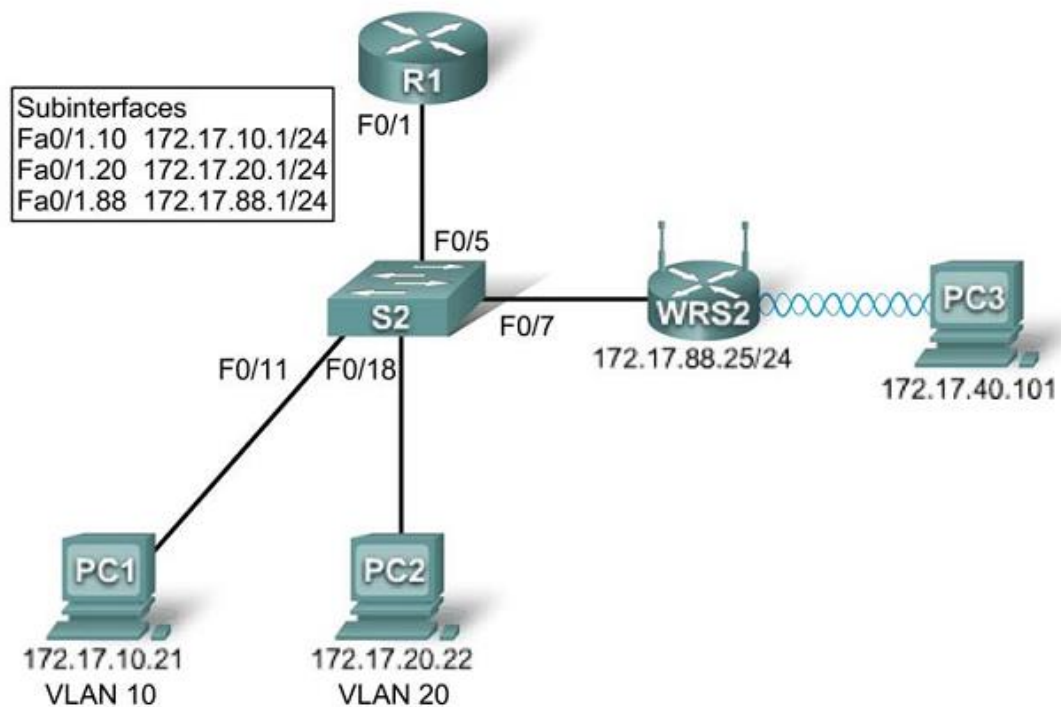 R1
F0/1
Subinterfaces
Fa0/1.10 172.17.10.1/24
Fa0/1.20 172.17.20.1/24
Fa0/1.88 172.17.88.1/24
F0/5
S2
F0/7
WRS2
172.17.88.25/24
PC3
172.17.40.101
F0/11
F0/18
PC1
172.17.10.21
VLAN 10
PC2
172.17.20.22
VLAN 20